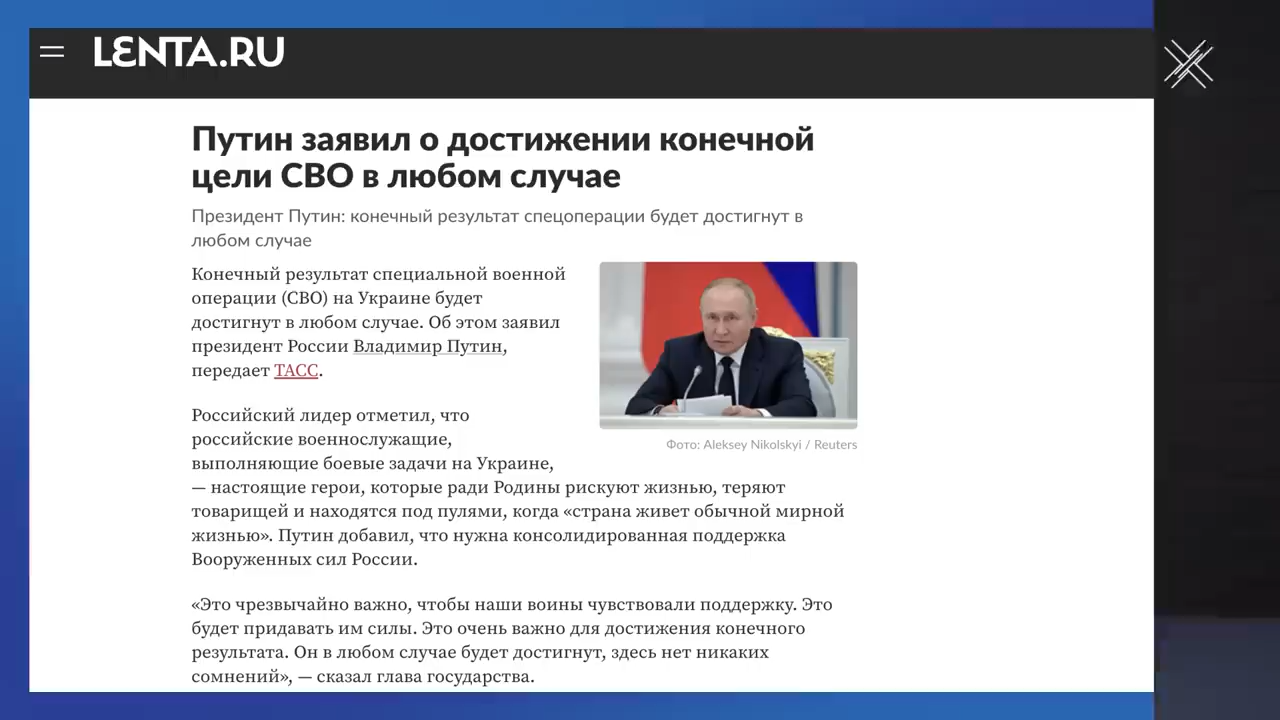 LENTA.RU
Путин заявил о достижении конечной
цели СВО в любом случае
Президент Путин: конечный результат спецоперации будет достигнут в
любом случае
Конечный результат специальной военной
операции (СВО) на Украине будет
достигнут в любом случае. Об этом заявил
президент России Владимир Путин,
передает ТАСС.
Фото: Aleksey Nikolskyi / Reuters
Российский лидер отметил, что
российские военнослужащие,
выполняющие боевые задачи на Украине,
— настоящие герои, которые ради Родины рискуют жизнью, теряют
товарищей и находятся под пулями, когда «страна живет обычной мирной
жизнью». Путин добавил, что нужна консолидированная поддержка
Вооруженных сил России.
«Это чрезвычайно важно, чтобы наши воины чувствовали поддержку. Это
будет придавать им силы. Это очень важно для достижения конечного
результата. Он в любом случае будет достигнут, здесь нет никаких
сомнений», — сказал глава государства.